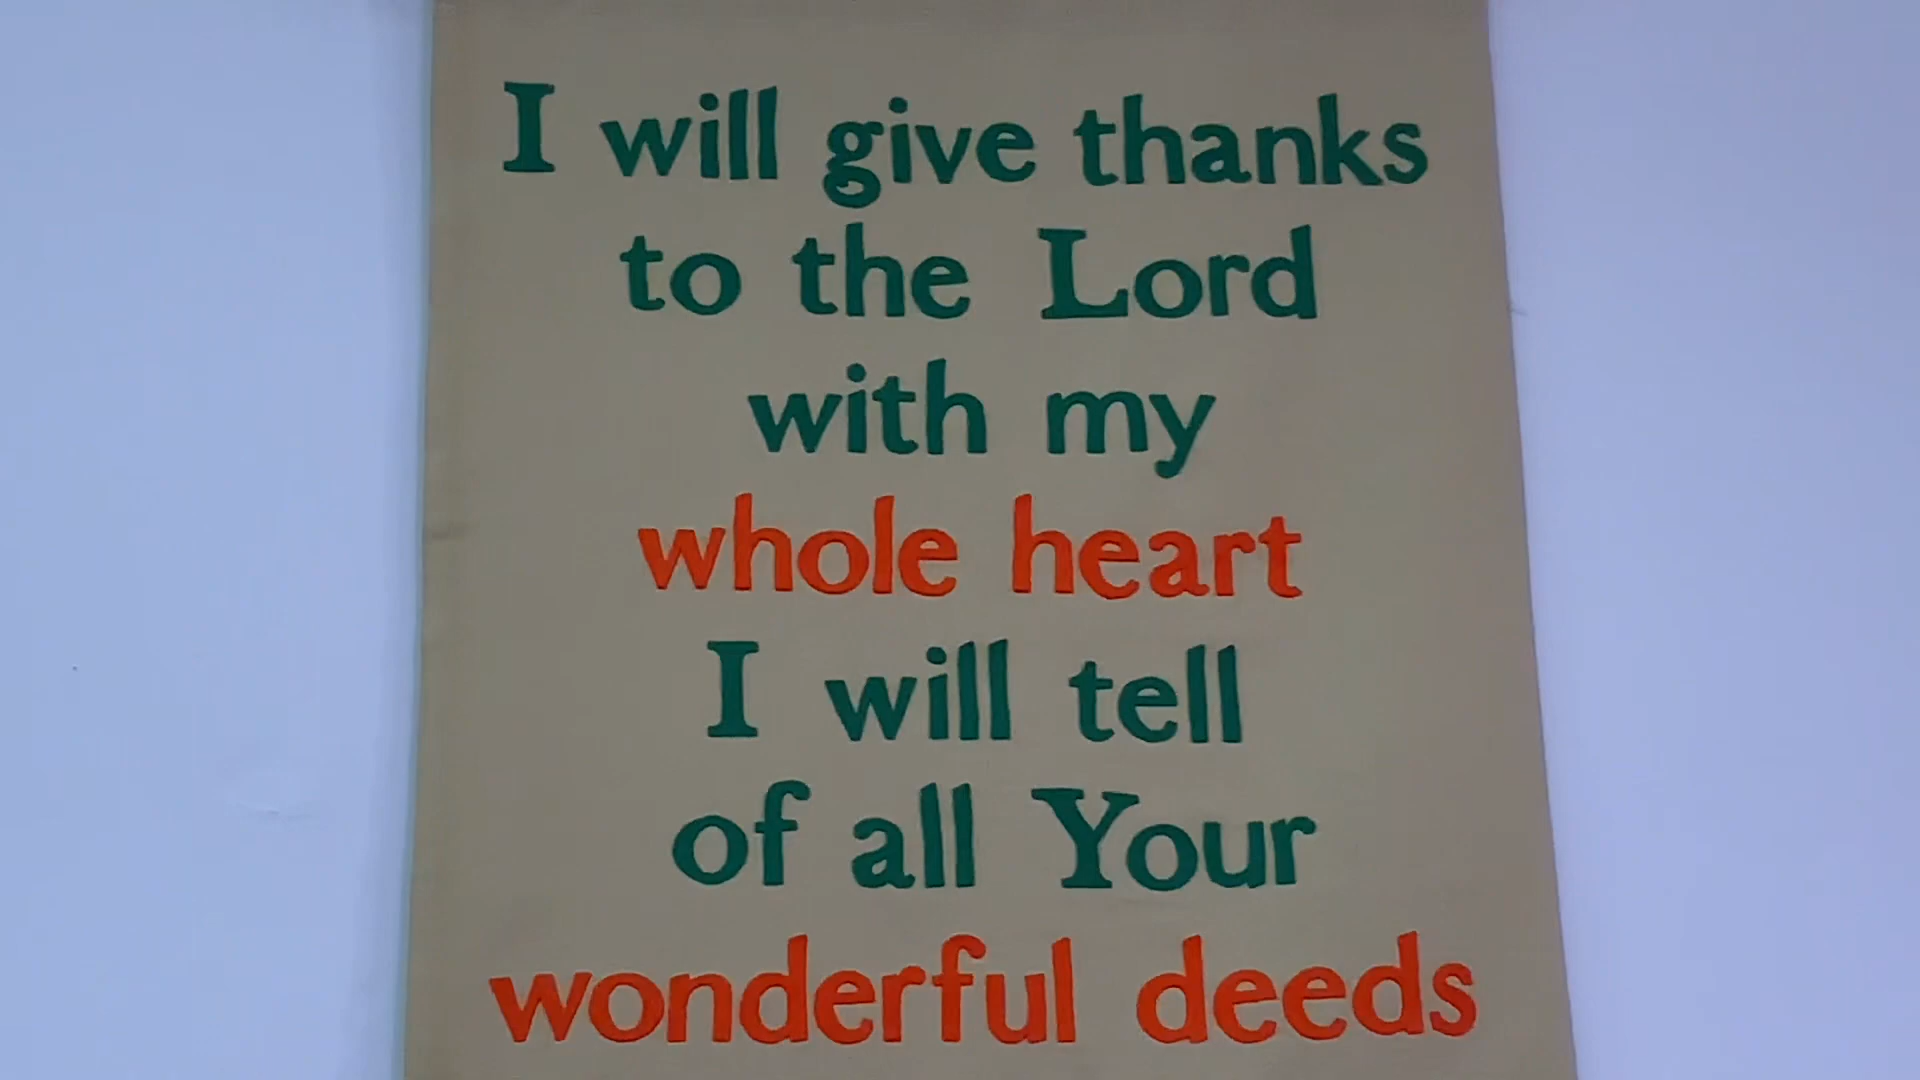 I will give thanks
to the Lord
with my
whole heart
I will tell
of all Your
wonderful deeds